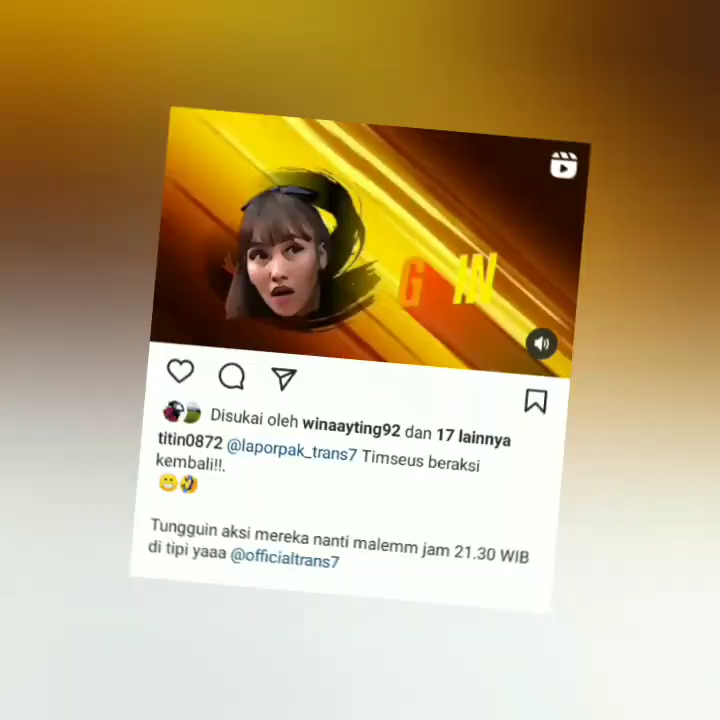 G IN
Disukai oleh winaayting92 dan 17 lainnya
titin0872 @laporpak_trans7 Timseus beraksi
kembali!!.
😬🤣
Tungguin aksi mereka nanti malemm jam 21.30 WIB
di tipi yaaa @officialtrans7